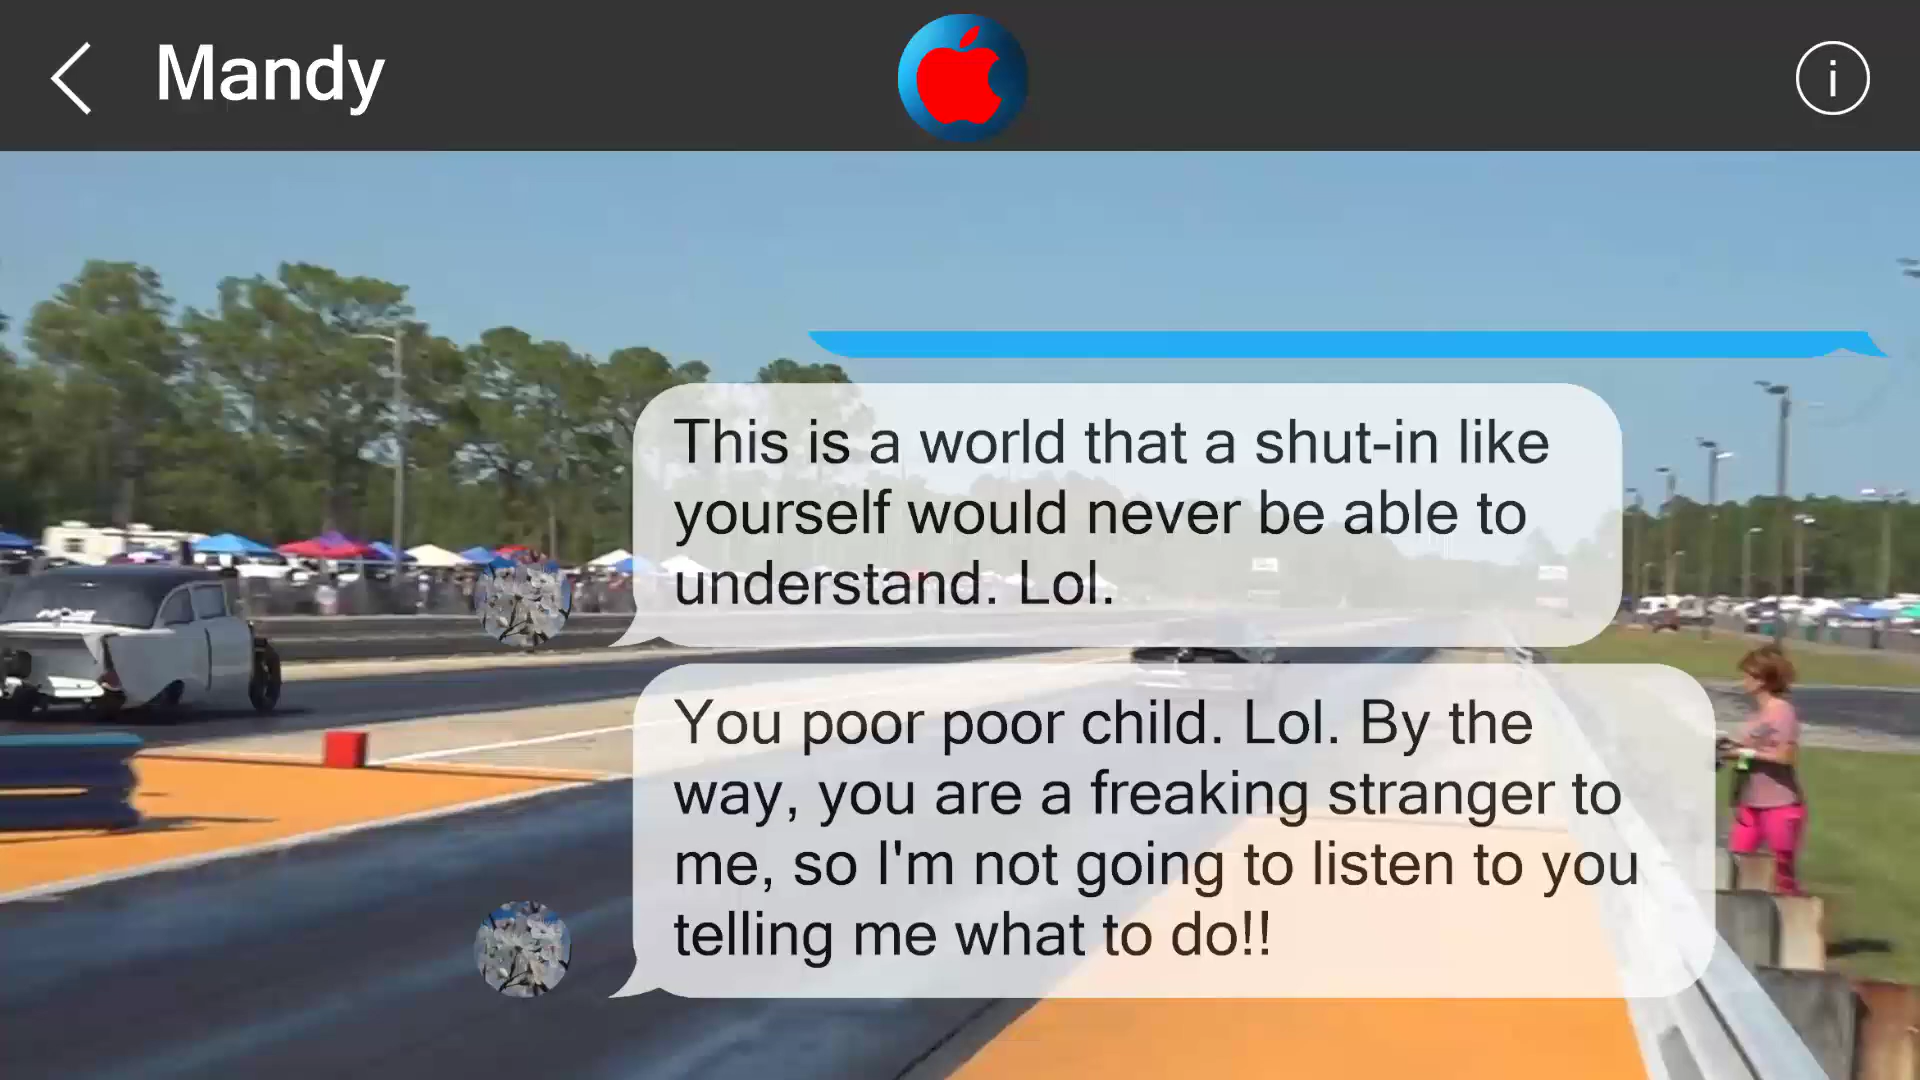 Mandy
This is a world that a shut-in like
yourself would never be able to
understand. Lol.
You poor poor child. Lol. By the
way, you are a freaking stranger to
me, so I'm not going to listen to you
telling me what to do!!